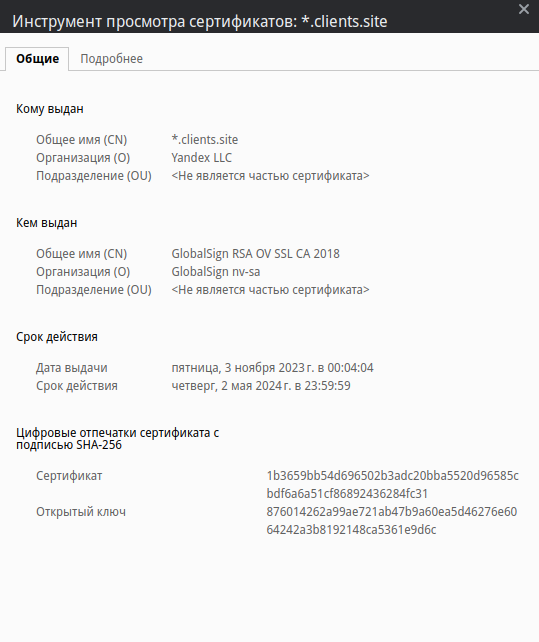 Инструмент просмотра сертификатов: *.clients.site
Общие Подробнее
Кому выдан
Общее имя (CN) *.clients.site
Организация (O) Yandex LLC
Подразделение (OU) <Не является частью сертификата>
Кем выдан
Общее имя (CN) GlobalSign RSA OV SSL CA 2018
Организация (O) GlobalSign nv-sa
Подразделение (OU) <Не является частью сертификата>
Срок действия
Дата выдачи пятница, 3 ноября 2023 г. в 00:04:04
Срок действия четверг, 2 мая 2024 г. в 23:59:59
Цифровые отпечатки сертификата с
подписью SHA-256
Сертификат 1b3659bb54d696502b3adc20bba5520d96585c
bdf6a6a51cf86892436284fc31
Открытый ключ 876014262a99ae721ab47b9a60ea5d46276e60
64242a3b8192148ca5361e9d6c